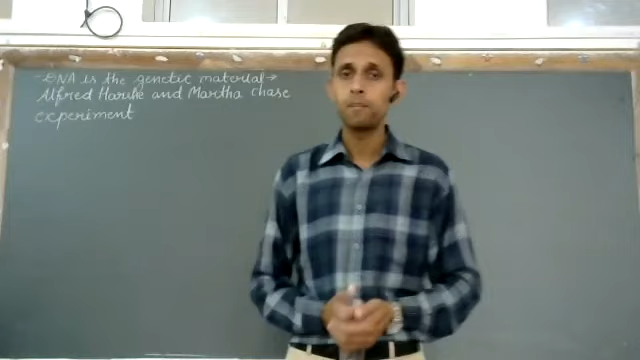 - DNA is the genetic material →
Alfred Harshe and Martha chase
experiment